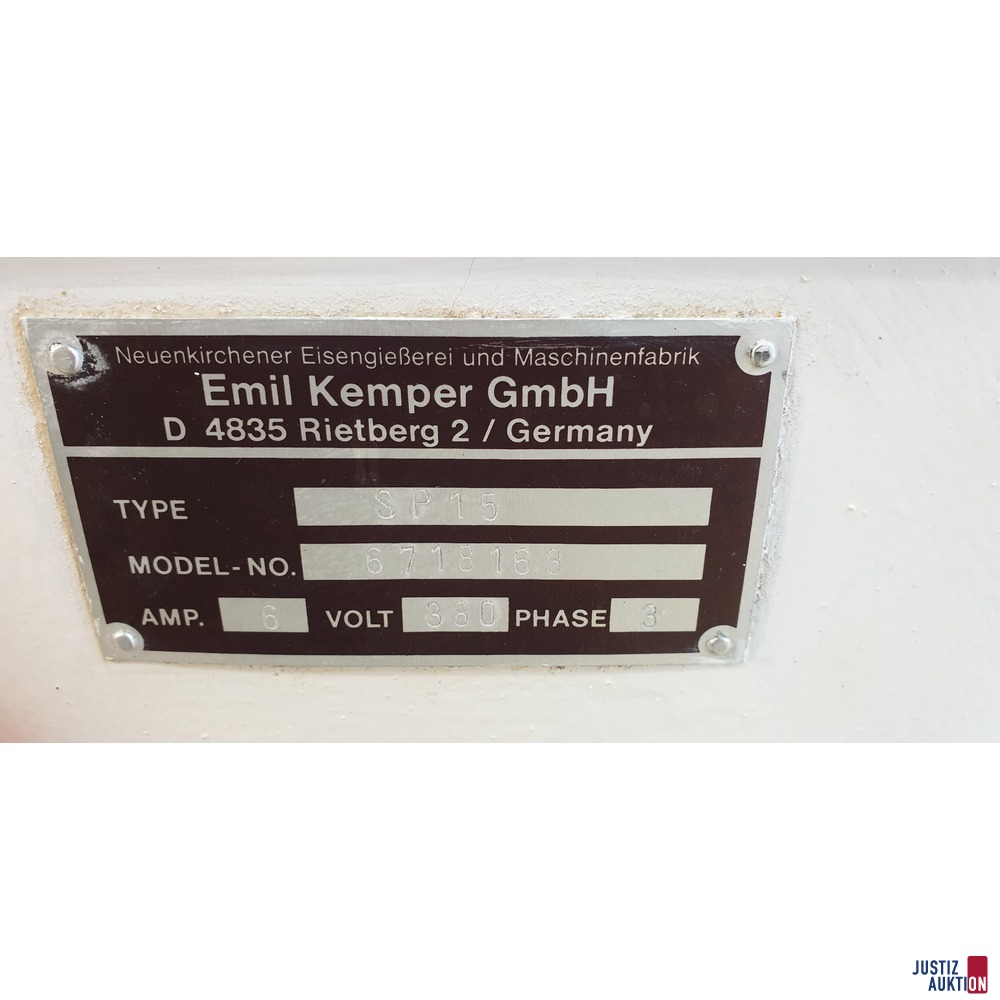 Neuenkirchener Eisengießerei und Maschinenfabrik
Emil Kemper GmbH
D 4835 Rietberg 2 / Germany
TYPE SP15
MODEL-NO. 6718163
AMP. 6 VOLT 380 PHASE 3
JUSTIZ
AUKTION